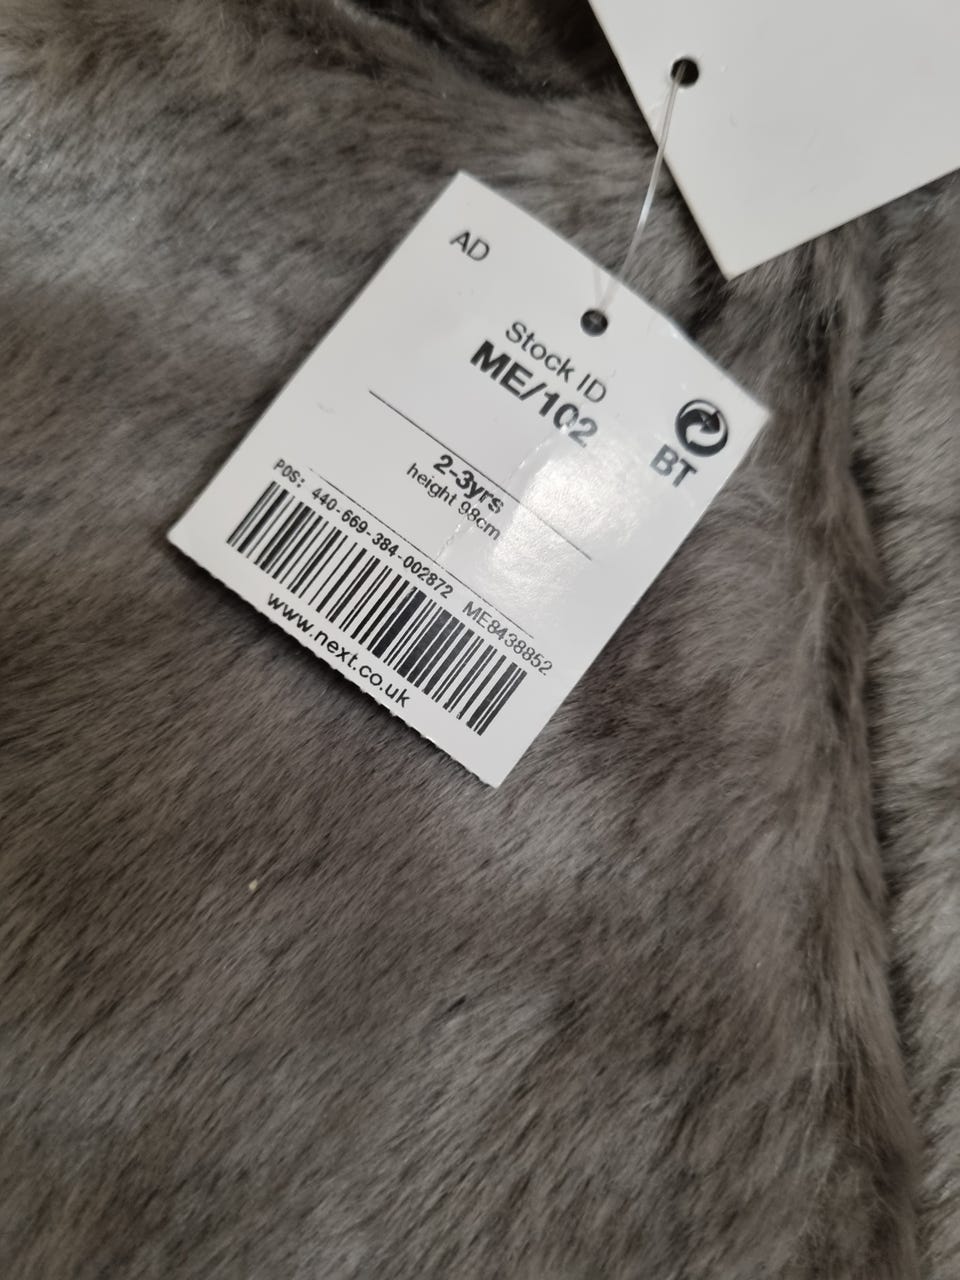 AD
Stock ID
ME/102
BT
2-3yrs
height 98cm
POS: 440-669-384-002872 ME8438852
www.next.co.uk